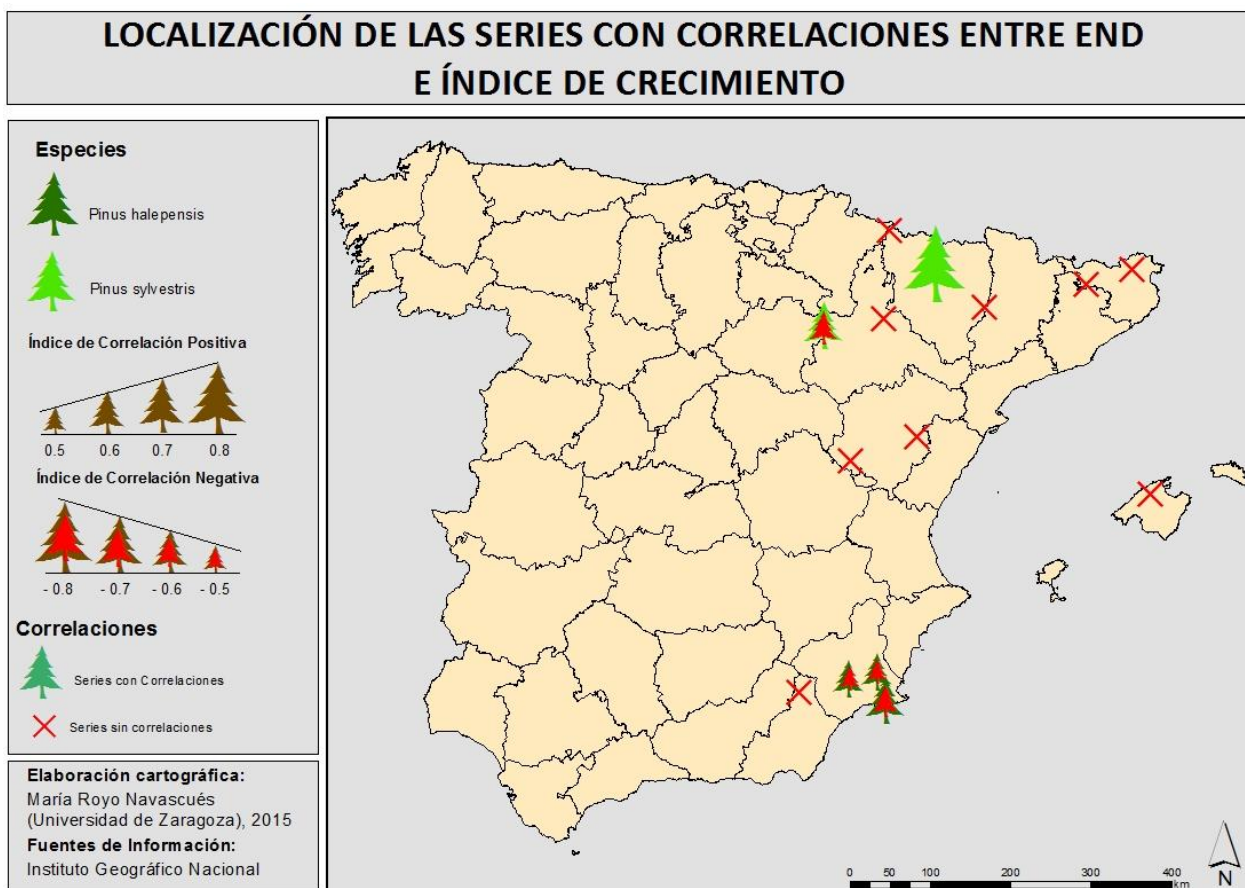 LOCALIZACIÓN DE LAS SERIES CON CORRELACIONES ENTRE END
E ÍNDICE DE CRECIMIENTO
Especies
Pinus halepensis
Pinus sylvestris
Índice de Correlación Positiva
0.5 0.6 0.7 0.8
Índice de Correlación Negativa
- 0.8 - 0.7 - 0.6 - 0.5
Correlaciones
Series con Correlaciones
Series sin correlaciones
Elaboración cartográfica:
María Royo Navascués
(Universidad de Zaragoza), 2015
Fuentes de Información:
Instituto Geográfico Nacional
0 50 100 200 300 400
km
N